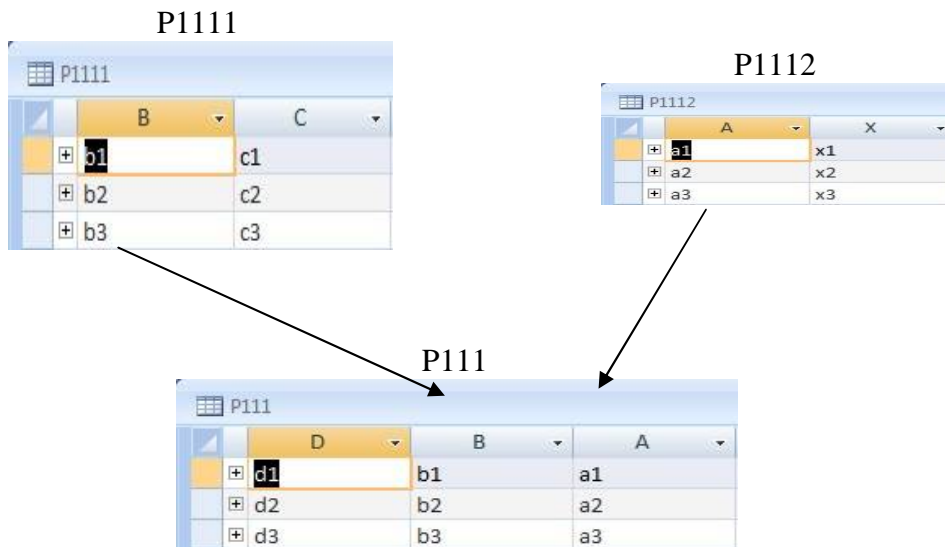 P1111
P1111
B C
b1 c1
b2 c2
b3 c3
P1112
P1112
A X
a1 x1
a2 x2
a3 x3
P111
P111
D B A
d1 b1 a1
d2 b2 a2
d3 b3 a3